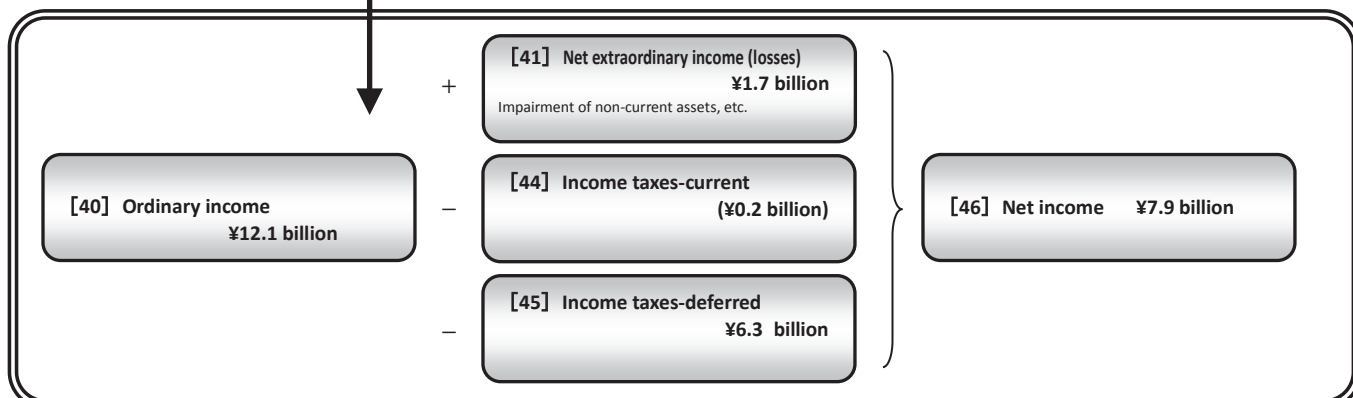 [41] Net extraordinary income (losses)
¥1.7 billion
Impairment of non-current assets, etc.
+
[40] Ordinary income
¥12.1 billion
−
[44] Income taxes-current
(¥0.2 billion)
[46] Net income ¥7.9 billion
−
[45] Income taxes-deferred
¥6.3 billion